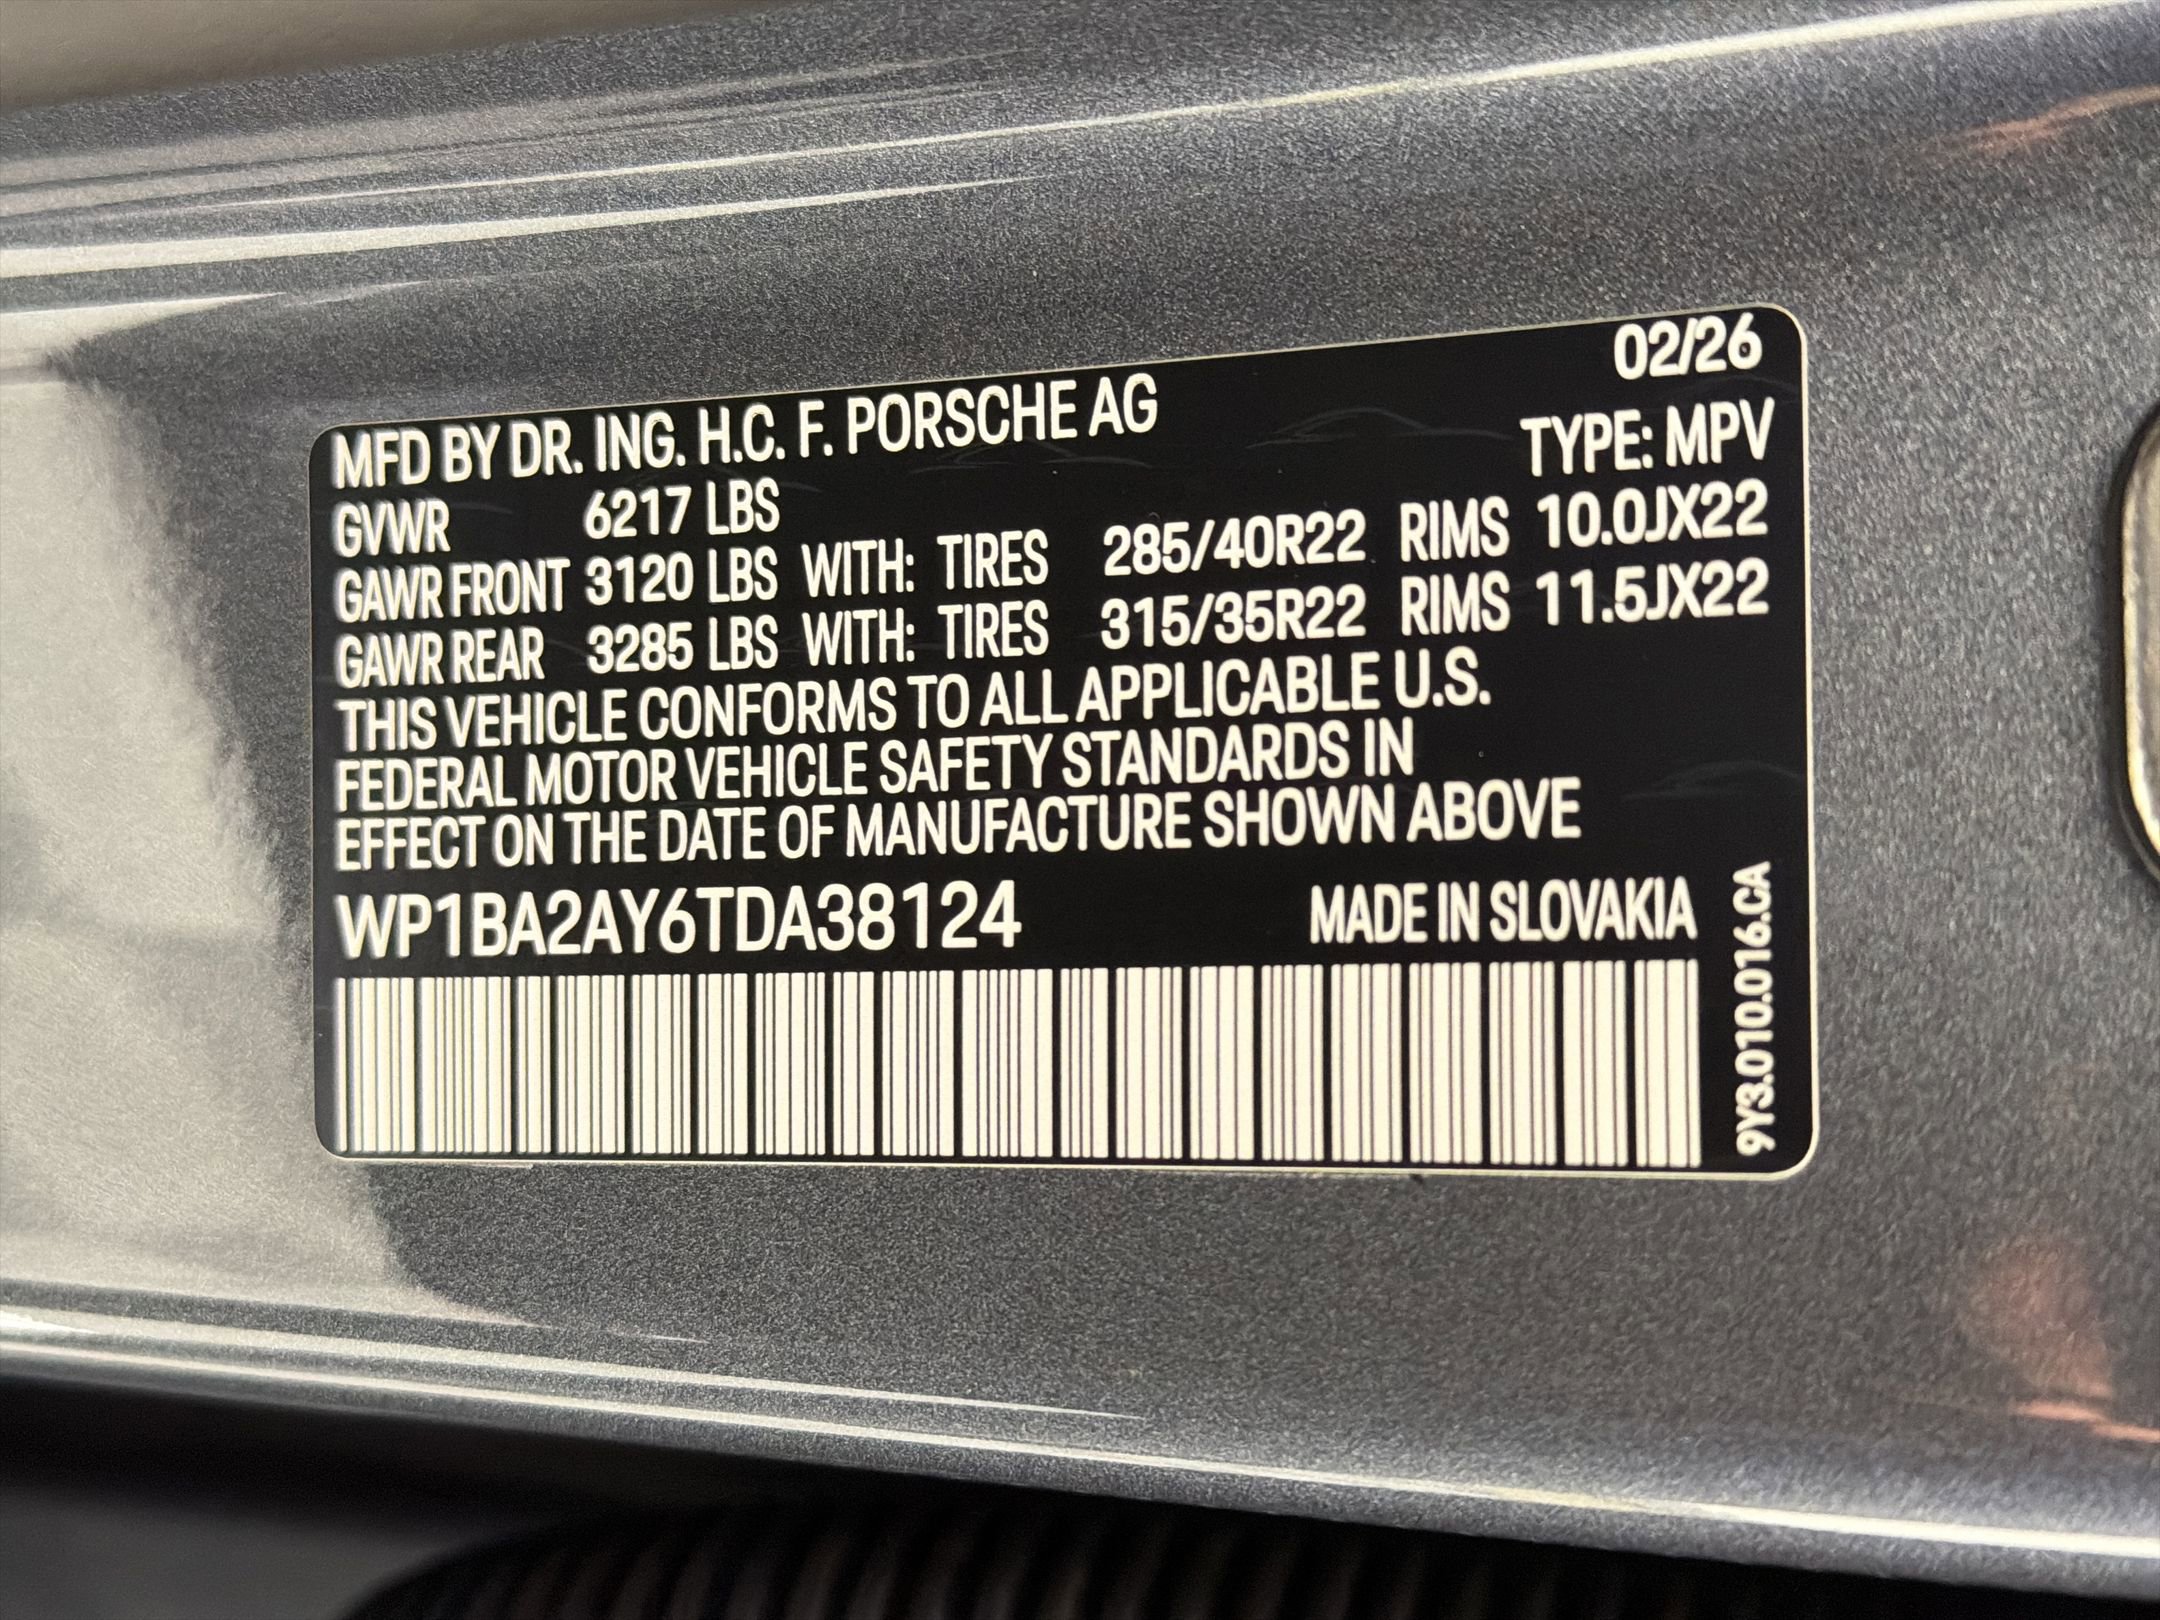 02/26
MFD BY DR. ING. H.C. F. PORSCHE AG TYPE: MPV
GVWR 6217 LBS
GAWR FRONT 3120 LBS WITH: TIRES 285/40R22 RIMS 10.0JX22
GAWR REAR 3285 LBS WITH: TIRES 315/35R22 RIMS 11.5JX22
THIS VEHICLE CONFORMS TO ALL APPLICABLE U.S.
FEDERAL MOTOR VEHICLE SAFETY STANDARDS IN
EFFECT ON THE DATE OF MANUFACTURE SHOWN ABOVE
WP1BA2AY6TDA38124 MADE IN SLOVAKIA
9Y3.010.016.CA